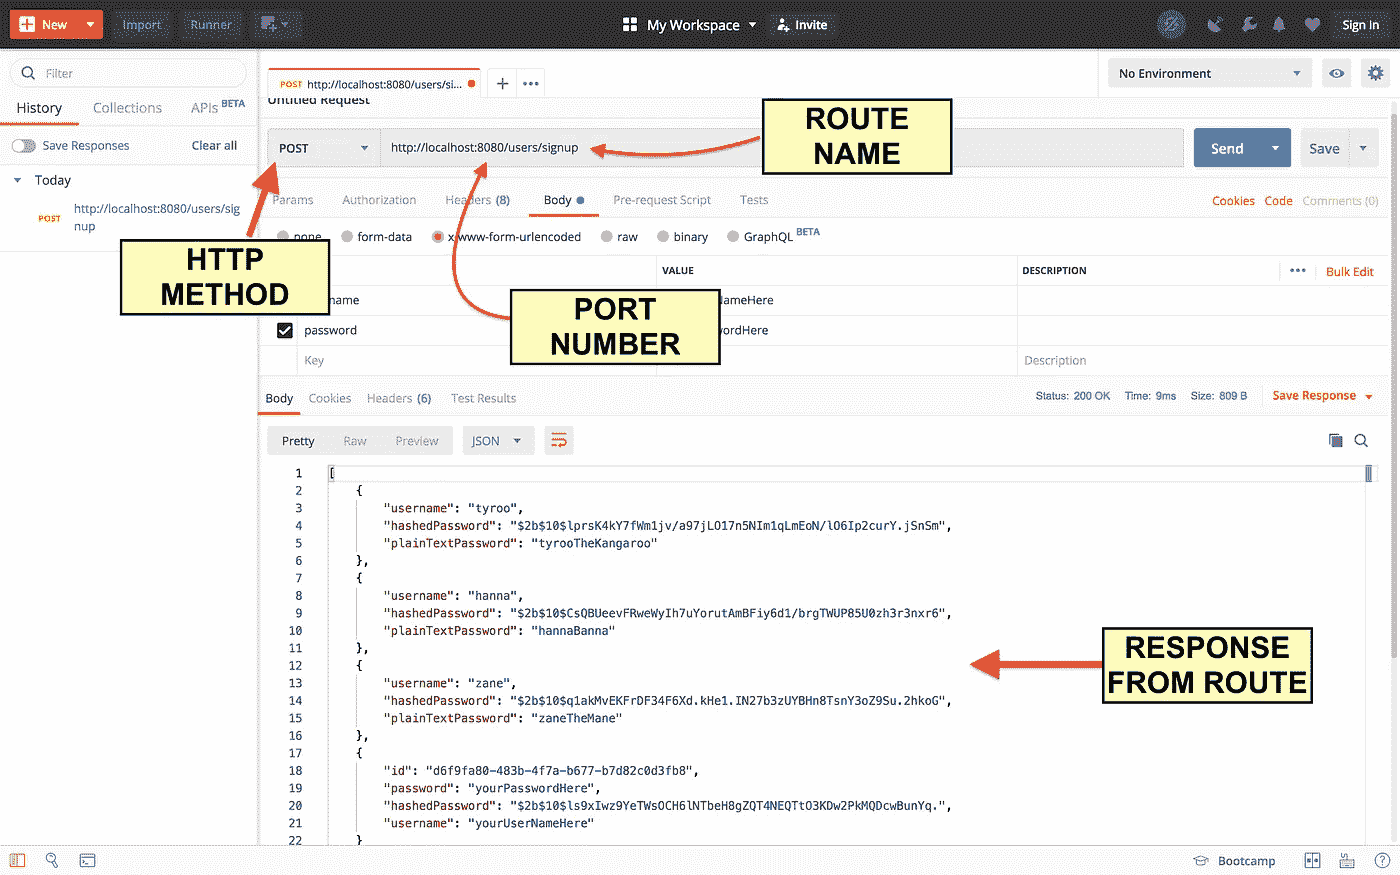 New
Import
Runner
My Workspace
Invite
Sign In
Filter
History
Collections
APIs BETA
Save Responses
Clear all
Today
POST
http://localhost:8080/users/sig
nup
POST http://localhost:8080/users/si...
No Environment
Untitled Request
POST
http://localhost:8080/users/signup
Send
Save
ROUTE
NAME
Params
Authorization
Headers (8)
Body
Pre-request Script
Tests
Cookies
Code
Comments (0)
none
form-data
x-www-form-urlencoded
raw
binary
GraphQL BETA
HTTP
METHOD
VALUE
DESCRIPTION
Bulk Edit
name
NameHere
PORT
NUMBER
password
wordHere
Key
Description
Body
Cookies
Headers (6)
Test Results
Status: 200 OK
Time: 9ms
Size: 809 B
Save Response
Pretty
Raw
Preview
JSON
1 [
2 {
3 "username": "tyroo",
4 "hashedPassword": "$2b$10$lprsK4kY7fWm1jv/a97jLO17n5NIm1qLmEoN/lO6Ip2curY.jSnSm",
5 "plainTextPassword": "tyrooTheKangaroo"
6 },
7 {
8 "username": "hanna",
9 "hashedPassword": "$2b$10$CsQBUeevFRweWyIh7uYorutAmBFiy6d1/brgTWUP85U0zh3r3nxr6",
10 "plainTextPassword": "hannaBanna"
11 },
12 {
13 "username": "zane",
14 "hashedPassword": "$2b$10$q1akMvEKFrDF34F6Xd.kHe1.IN27b3zUYBHn8TsnY3oZ9Su.2hkoG",
15 "plainTextPassword": "zaneTheMane"
16 },
17 {
18 "id": "d6f9fa80-483b-4f7a-b677-b7d82c0d3fb8",
19 "password": "yourPasswordHere",
20 "hashedPassword": "$2b$10$ls9xIwz9YeTWsOCH6lNTbeH8gZQT4NEQTtO3KDw2PkMQDcwBunYq.",
21 "username": "yourUserNameHere"
22 }
RESPONSE
FROM ROUTE
Bootcamp